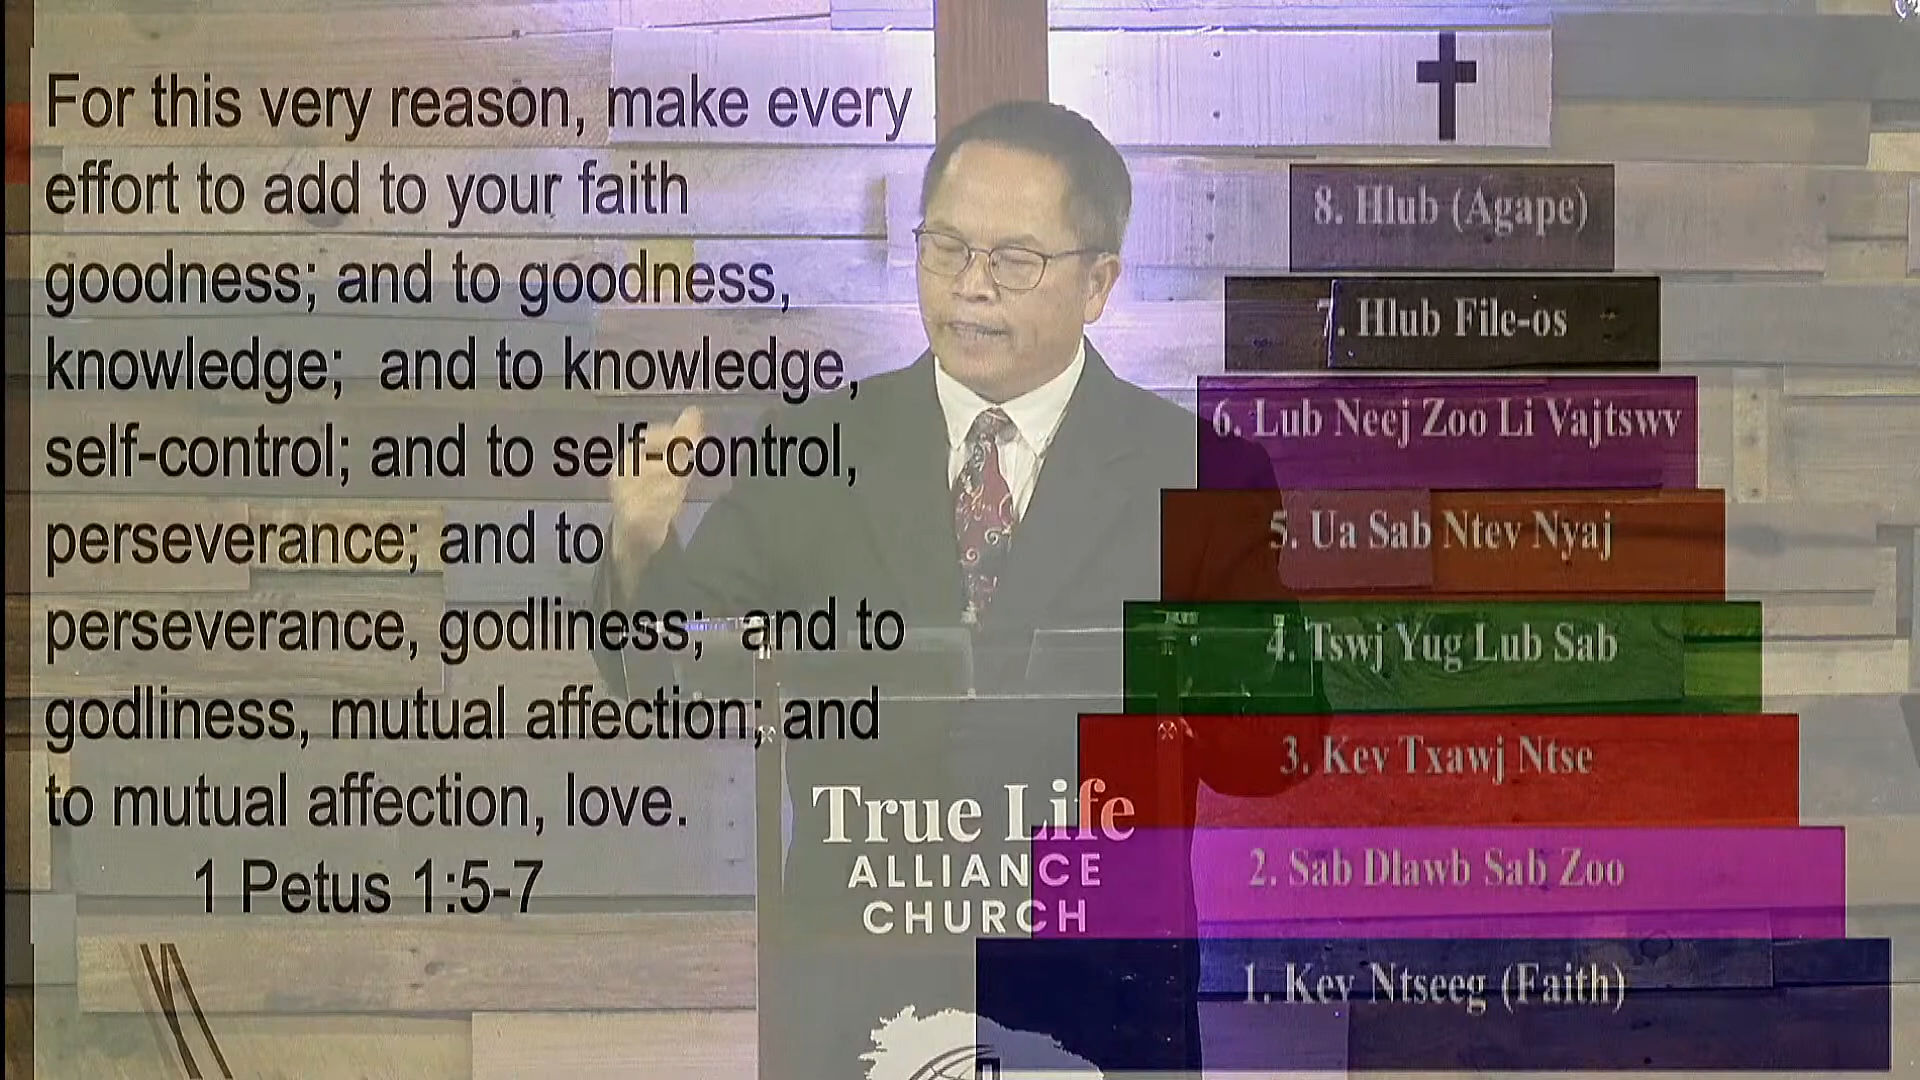 For this very reason, make every
effort to add to your faith
goodness; and to goodness,
knowledge; and to knowledge,
self-control; and to self-control,
perseverance; and to
perseverance, godliness; and to
godliness, mutual affection; and
to mutual affection, love.
1 Petus 1:5-7
8. Hlub (Agape)
7. Hlub File-os
6. Lub Neej Zoo Li Vajtswv
5. Ua Sab Ntev Nyaj
4. Tswj Yug Lub Sab
3. Kev Txawj Ntse
2. Sab Dlawb Sab Zoo
1. Kev Ntseeg (Faith)
True Life
ALLIANCE
CHURCH